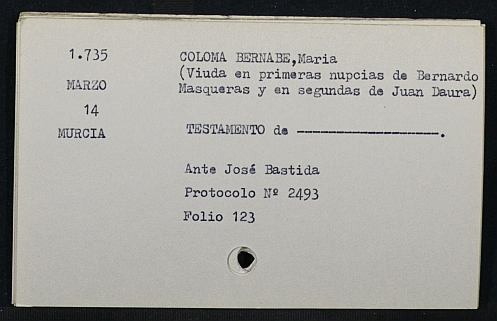 1.735
MARZO
14
MURCIA
COLOMA BERNABE,Maria
(Viuda en primeras nupcias de Bernardo
Masqueras y en segundas de Juan Daura)
TESTAMENTO de -----------------.
Ante José Bastida
Protocolo Nº 2493
Folio 123